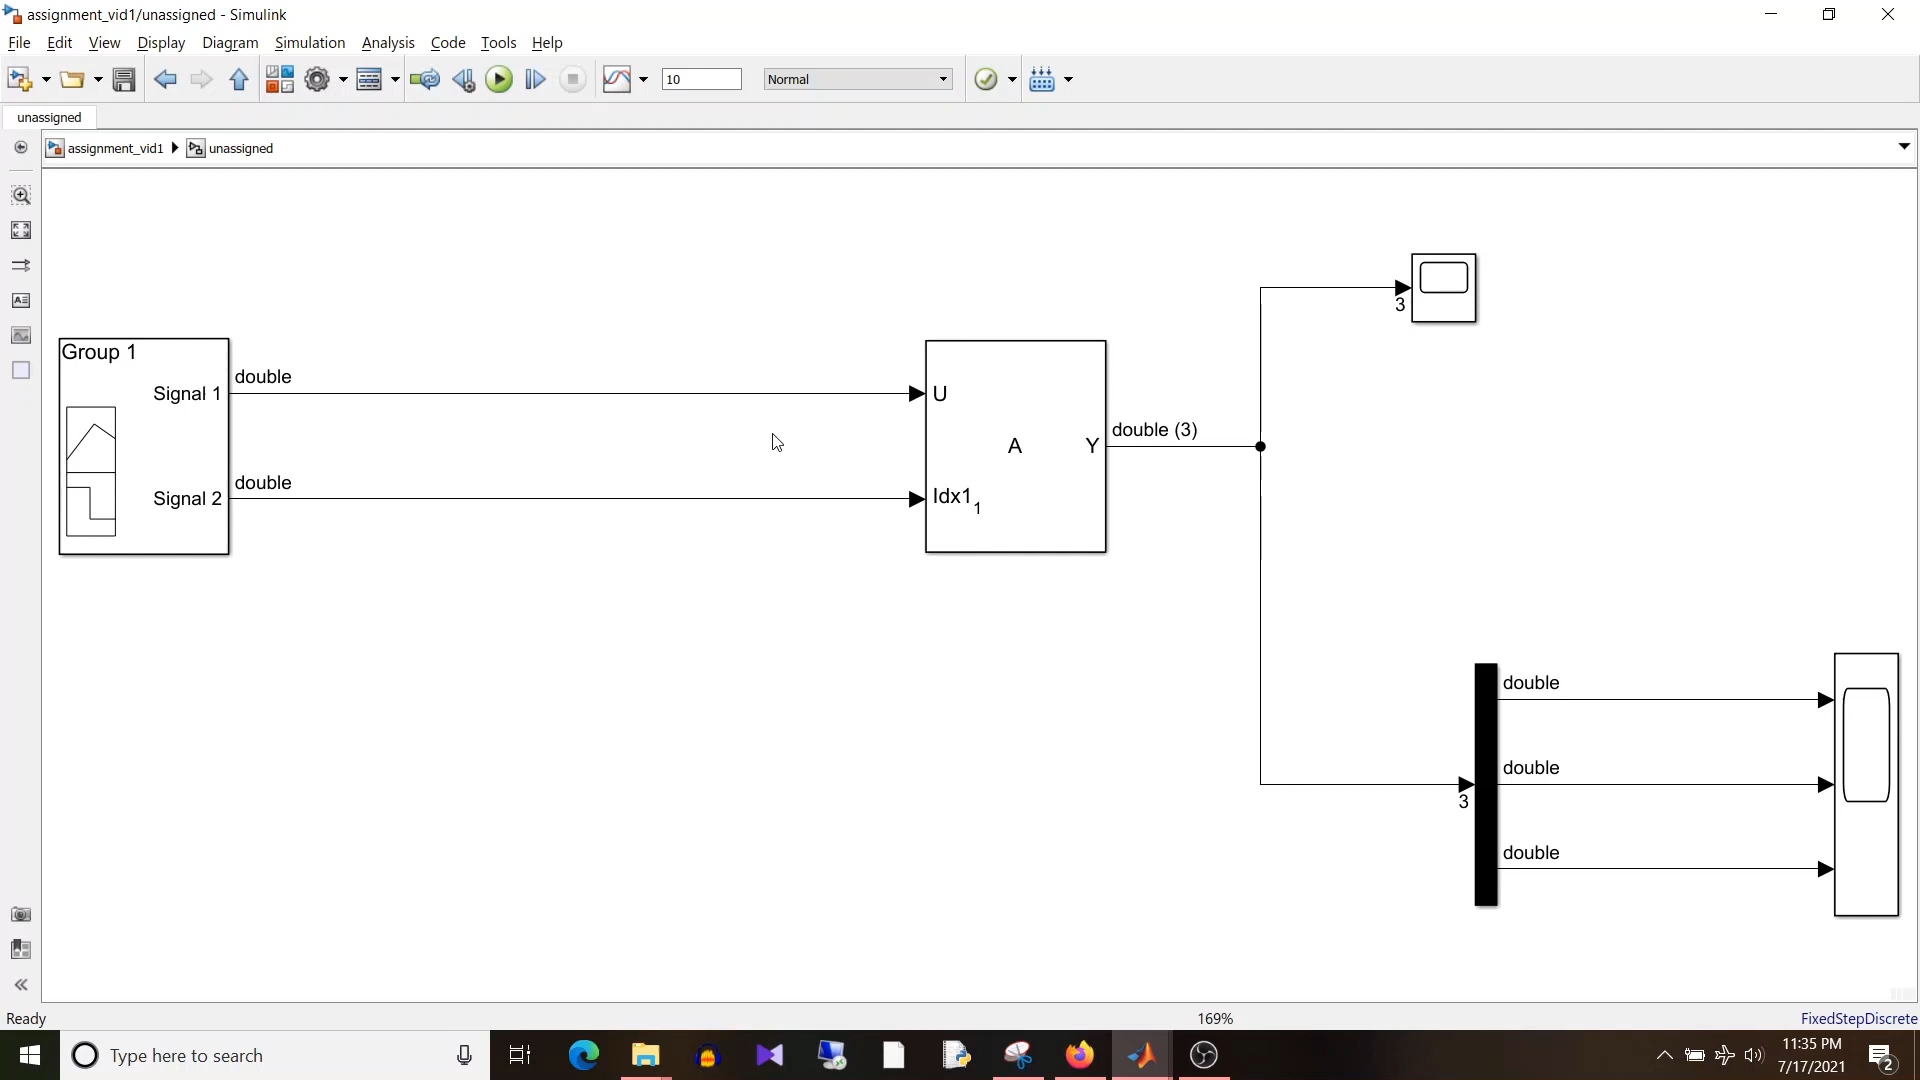 assignment_vid1/unassigned - Simulink
File Edit View Display Diagram Simulation Analysis Code Tools Help
10
Normal
unassigned
assignment_vid1 unassigned
Group 1
Signal 1
Signal 2
double
double
U
A
Y
Idx1 1
double (3)
3
3
double
double
double
Ready
169%
FixedStepDiscrete
Type here to search
11:35 PM
7/17/2021
2